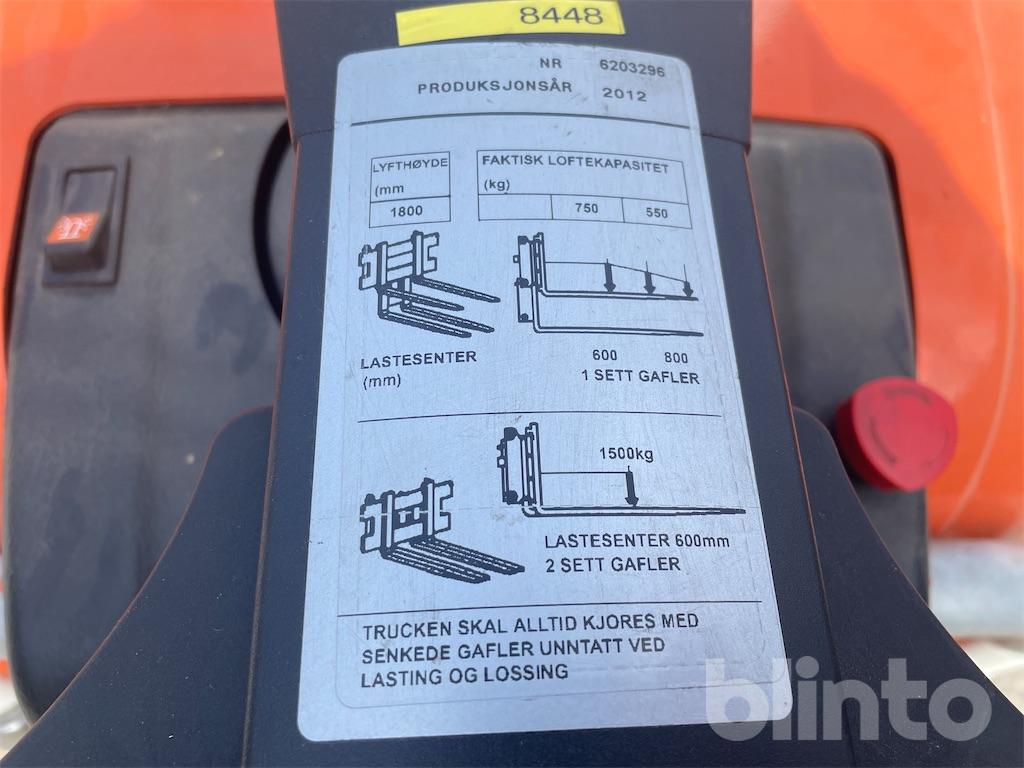 8448
NR 6203296
PRODUKSJONSÅR 2012
LYFTHØYDE
(mm
1800
FAKTISK LOFTEKAPASITET
(kg)
750 550
LASTESENTER
(mm)
600 800
1 SETT GAFLER
1500kg
LASTESENTER 600mm
2 SETT GAFLER
TRUCKEN SKAL ALLTID KJORES MED
SENKEDE GAFLER UNNTATT VED
LASTING OG LOSSING
blinto